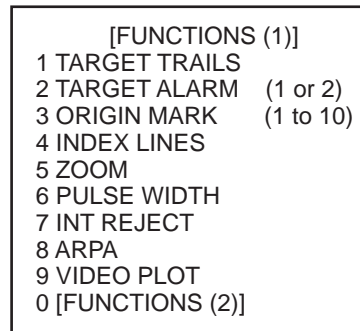 [FUNCTIONS (1)]
1 TARGET TRAILS
2 TARGET ALARM (1 or 2)
3 ORIGIN MARK (1 to 10)
4 INDEX LINES
5 ZOOM
6 PULSE WIDTH
7 INT REJECT
8 ARPA
9 VIDEO PLOT
0 [FUNCTIONS (2)]